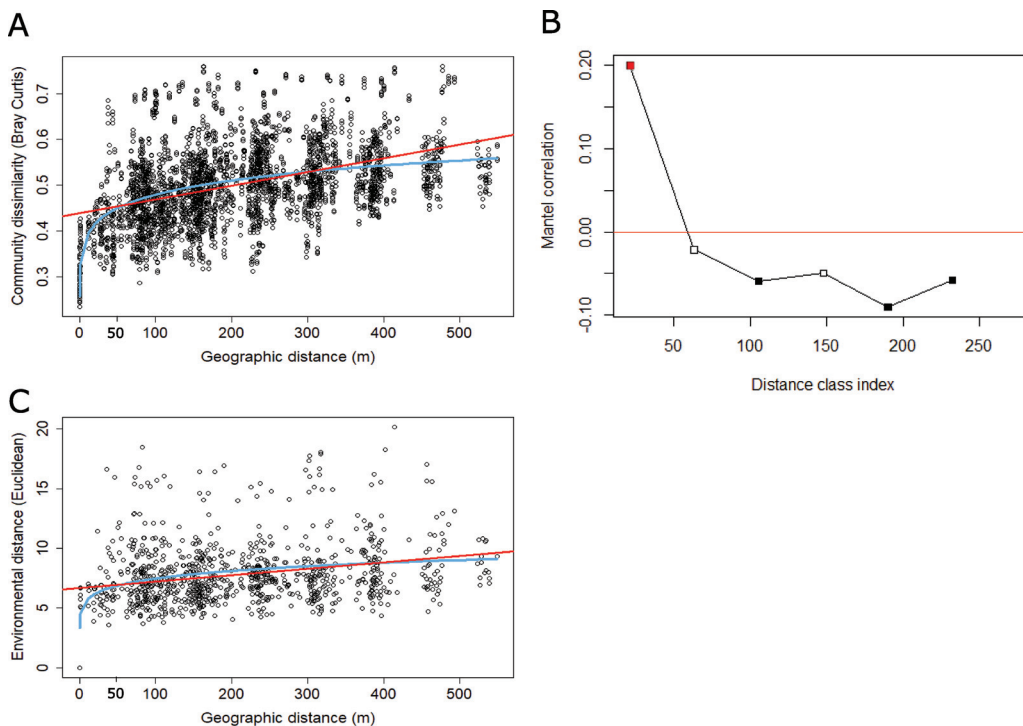 A
Community dissimilarity (Bray Curtis)
0.7
0.6
0.5
0.4
0.3
0 50 100 200 300 400 500
Geographic distance (m)
B
Mantel correlation
0.20
0.00
-0.10
50 100 150 200 250
Distance class index
C
Environmental distance (Euclidean)
20
15
10
5
0
0 50 100 200 300 400 500
Geographic distance (m)